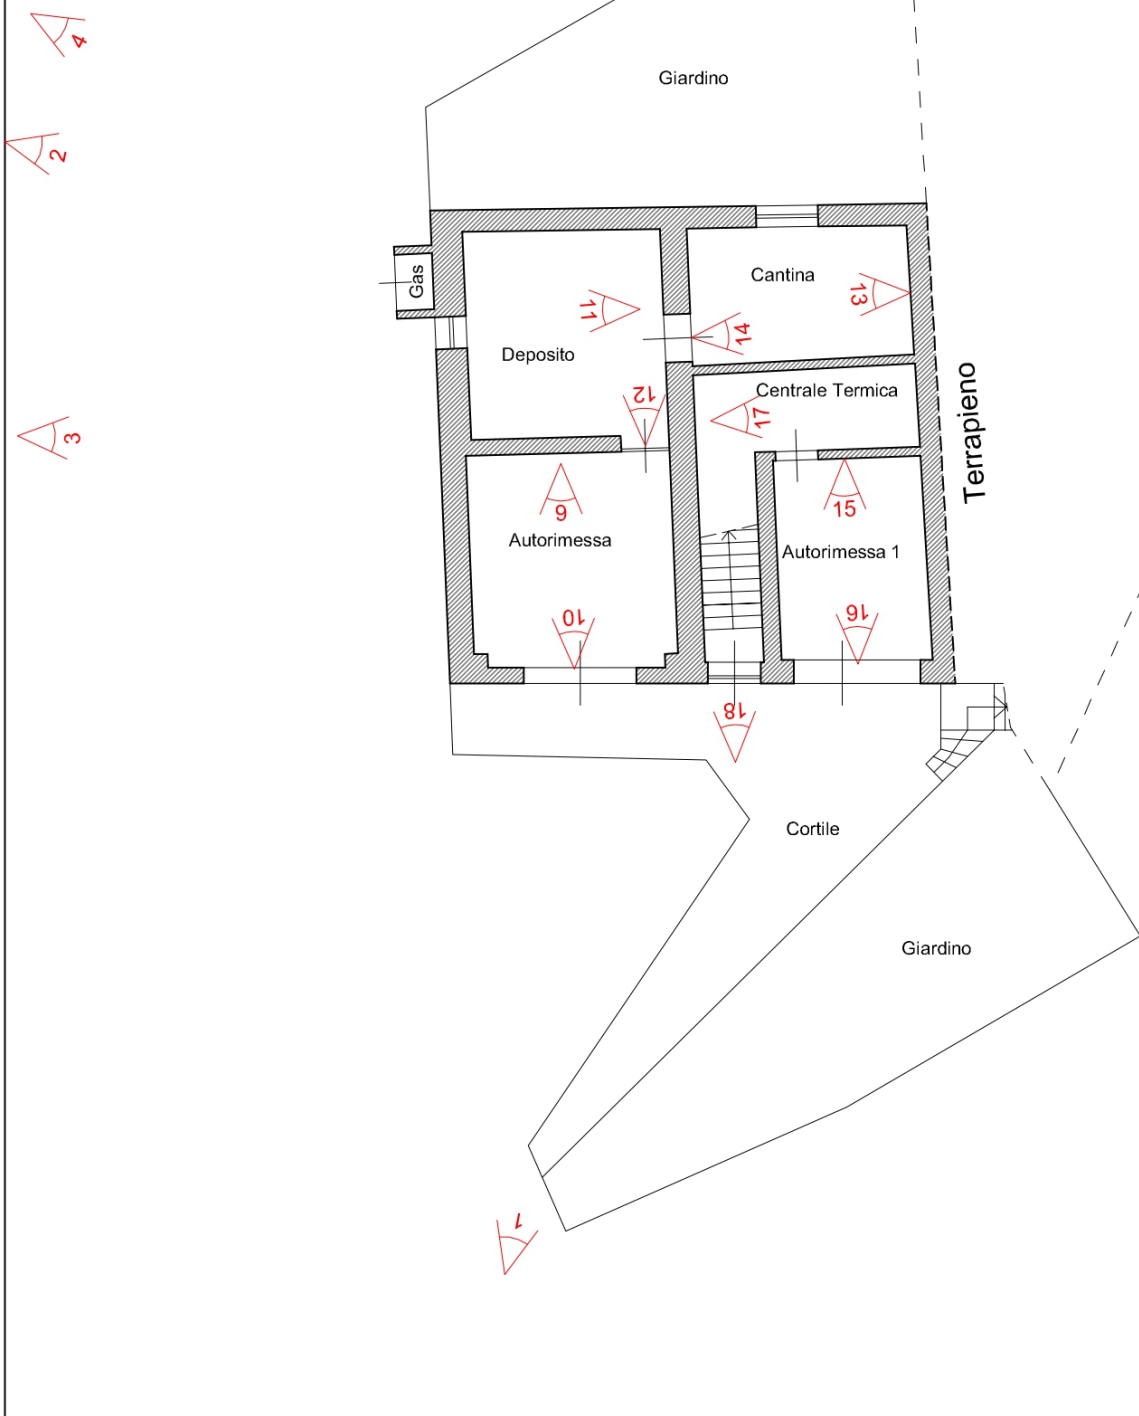 4
Giardino
2
Gas
Cantina
13
11
14
Deposito
Centrale Termica
12
17
3
Terrapieno
9
15
Autorimessa
Autorimessa 1
10
16
18
Cortile
Giardino
1